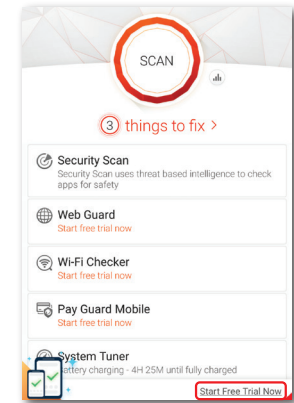 SCAN
3 things to fix >
Security Scan
Security Scan uses threat based intelligence to check
apps for safety
Web Guard
Start free trial now
Wi-Fi Checker
Start free trial now
Pay Guard Mobile
Start free trial now
System Tuner
Battery charging - 4H 25M until fully charged
Start Free Trial Now